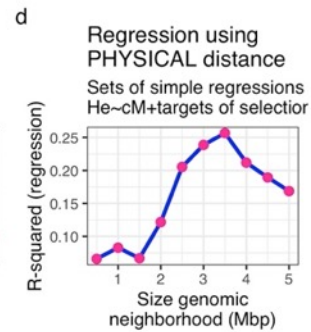 d
Regression using
PHYSICAL distance
Sets of simple regressions
He~cM+targets of selection
R-squared (regression)
0.25
0.20
0.15
0.10
1 2 3 4 5
Size genomic
neighborhood (Mbp)